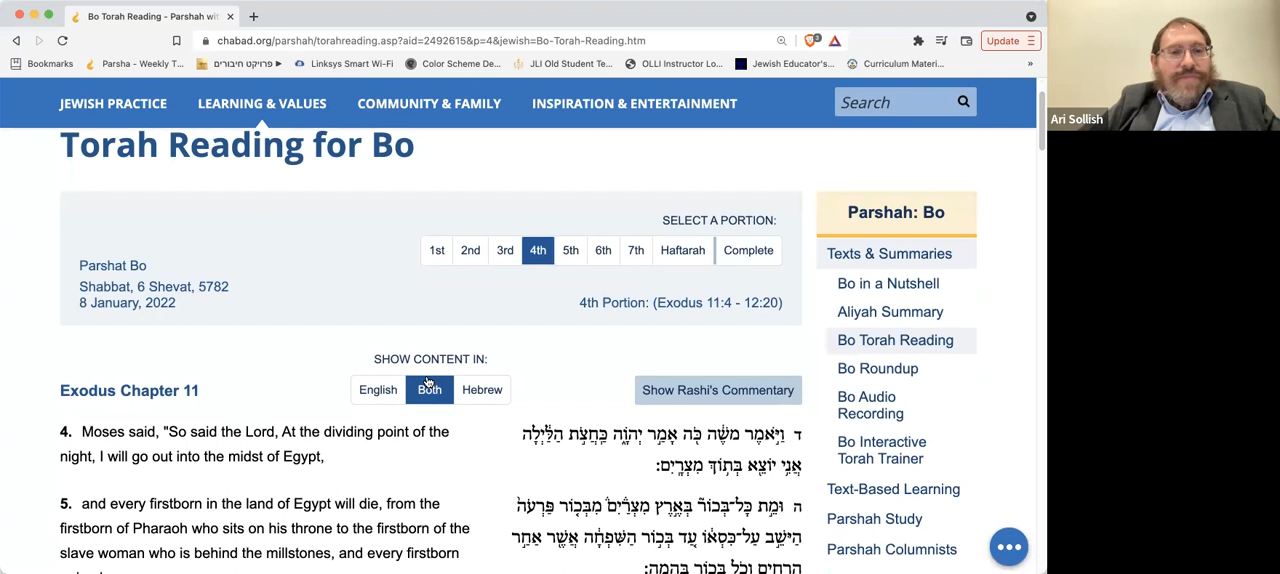 Bo Torah Reading - Parshah wit
chabad.org/parshah/torahreading.asp?aid=2492615&p=4&jewish=Bo-Torah-Reading.htm
3
Update
Bookmarks
Parsha - Weekly T...
פרויקט חיבורים
Linksys Smart Wi-Fi
Color Scheme De...
JLI Old Student Te...
OLLI Instructor Lo...
Jewish Educator's...
Curriculum Materi...
»
JEWISH PRACTICE
LEARNING & VALUES
COMMUNITY & FAMILY
INSPIRATION & ENTERTAINMENT
Search
Ari Sollish
Torah Reading for Bo
SELECT A PORTION:
1st 2nd 3rd 4th 5th 6th 7th Haftarah Complete
Parshat Bo
Shabbat, 6 Shevat, 5782
8 January, 2022
4th Portion: (Exodus 11:4 - 12:20)
SHOW CONTENT IN:
English Both Hebrew
Show Rashi's Commentary
Exodus Chapter 11
4. Moses said, "So said the Lord, At the dividing point of the
night, I will go out into the midst of Egypt,
ד וַיֹּ֣אמֶר משֶׁ֔ה כֹּ֖ה אָמַ֣ר יְהֹוָ֑ה כַּֽחֲצֹ֣ת הַלַּ֔יְלָה
אֲנִ֥י יוֹצֵ֖א בְּת֥וֹךְ מִצְרָֽיִם:
5. and every firstborn in the land of Egypt will die, from the
firstborn of Pharaoh who sits on his throne to the firstborn of the
slave woman who is behind the millstones, and every firstborn
ה וּמֵ֣ת כָּל־בְּכוֹר֘ בְּאֶ֣רֶץ מִצְרַ֒יִם֒ מִבְּכ֤וֹר פַּרְעֹה֙
הַיּשֵׁ֣ב עַל־כִּסְא֔וֹ עַ֚ד בְּכ֣וֹר הַשִּׁפְחָ֔ה אֲשֶׁ֖ר אַחַ֣ר
הָֽרֵחָ֑יִם וְכֹ֖ל בְּכ֥וֹר בְּהֵמָֽה:
Parshah: Bo
Texts & Summaries
Bo in a Nutshell
Aliyah Summary
Bo Torah Reading
Bo Roundup
Bo Audio
Recording
Bo Interactive
Torah Trainer
Text-Based Learning
Parshah Study
Parshah Columnists